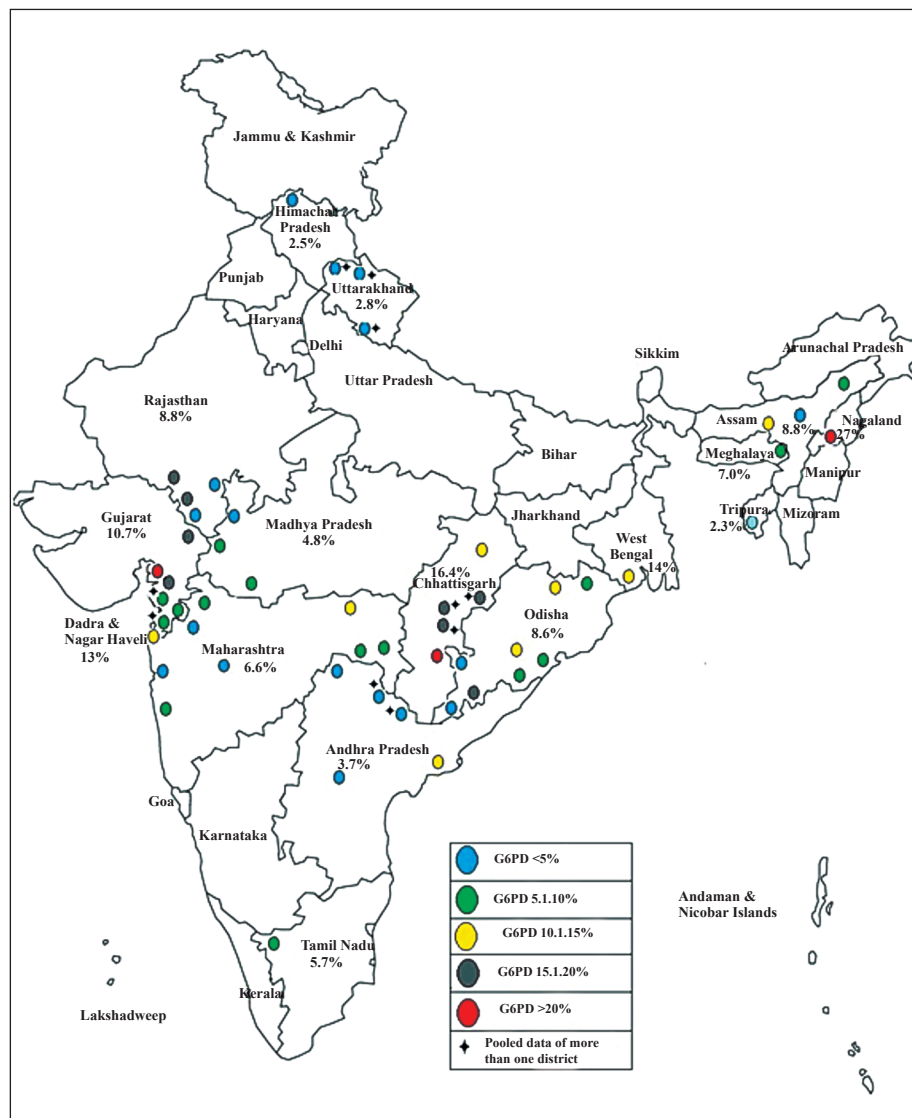 Jammu & Kashmir
Himachal
Pradesh
2.5%
Punjab
Uttarakhand
2.8%
Haryana
Delhi
Uttar Pradesh
Rajasthan
8.8%
Sikkim
Arunachal Pradesh
Assam
8.8%
Nagaland
27%
Meghalaya
7.0%
Manipur
Tripura
2.3%
Mizoram
Bihar
Jharkhand
West
Bengal
14%
Gujarat
10.7%
Madhya Pradesh
4.8%
16.4%
Chhattisgarh
Odisha
8.6%
Dadra &
Nagar Haveli
13%
Maharashtra
6.6%
Andhra Pradesh
3.7%
Goa
Karnataka
Tamil Nadu
5.7%
Kerala
Lakshadweep
Andaman &
Nicobar Islands
G6PD <5%
G6PD 5.1.10%
G6PD 10.1.15%
G6PD 15.1.20%
G6PD >20%
Pooled data of more
than one district